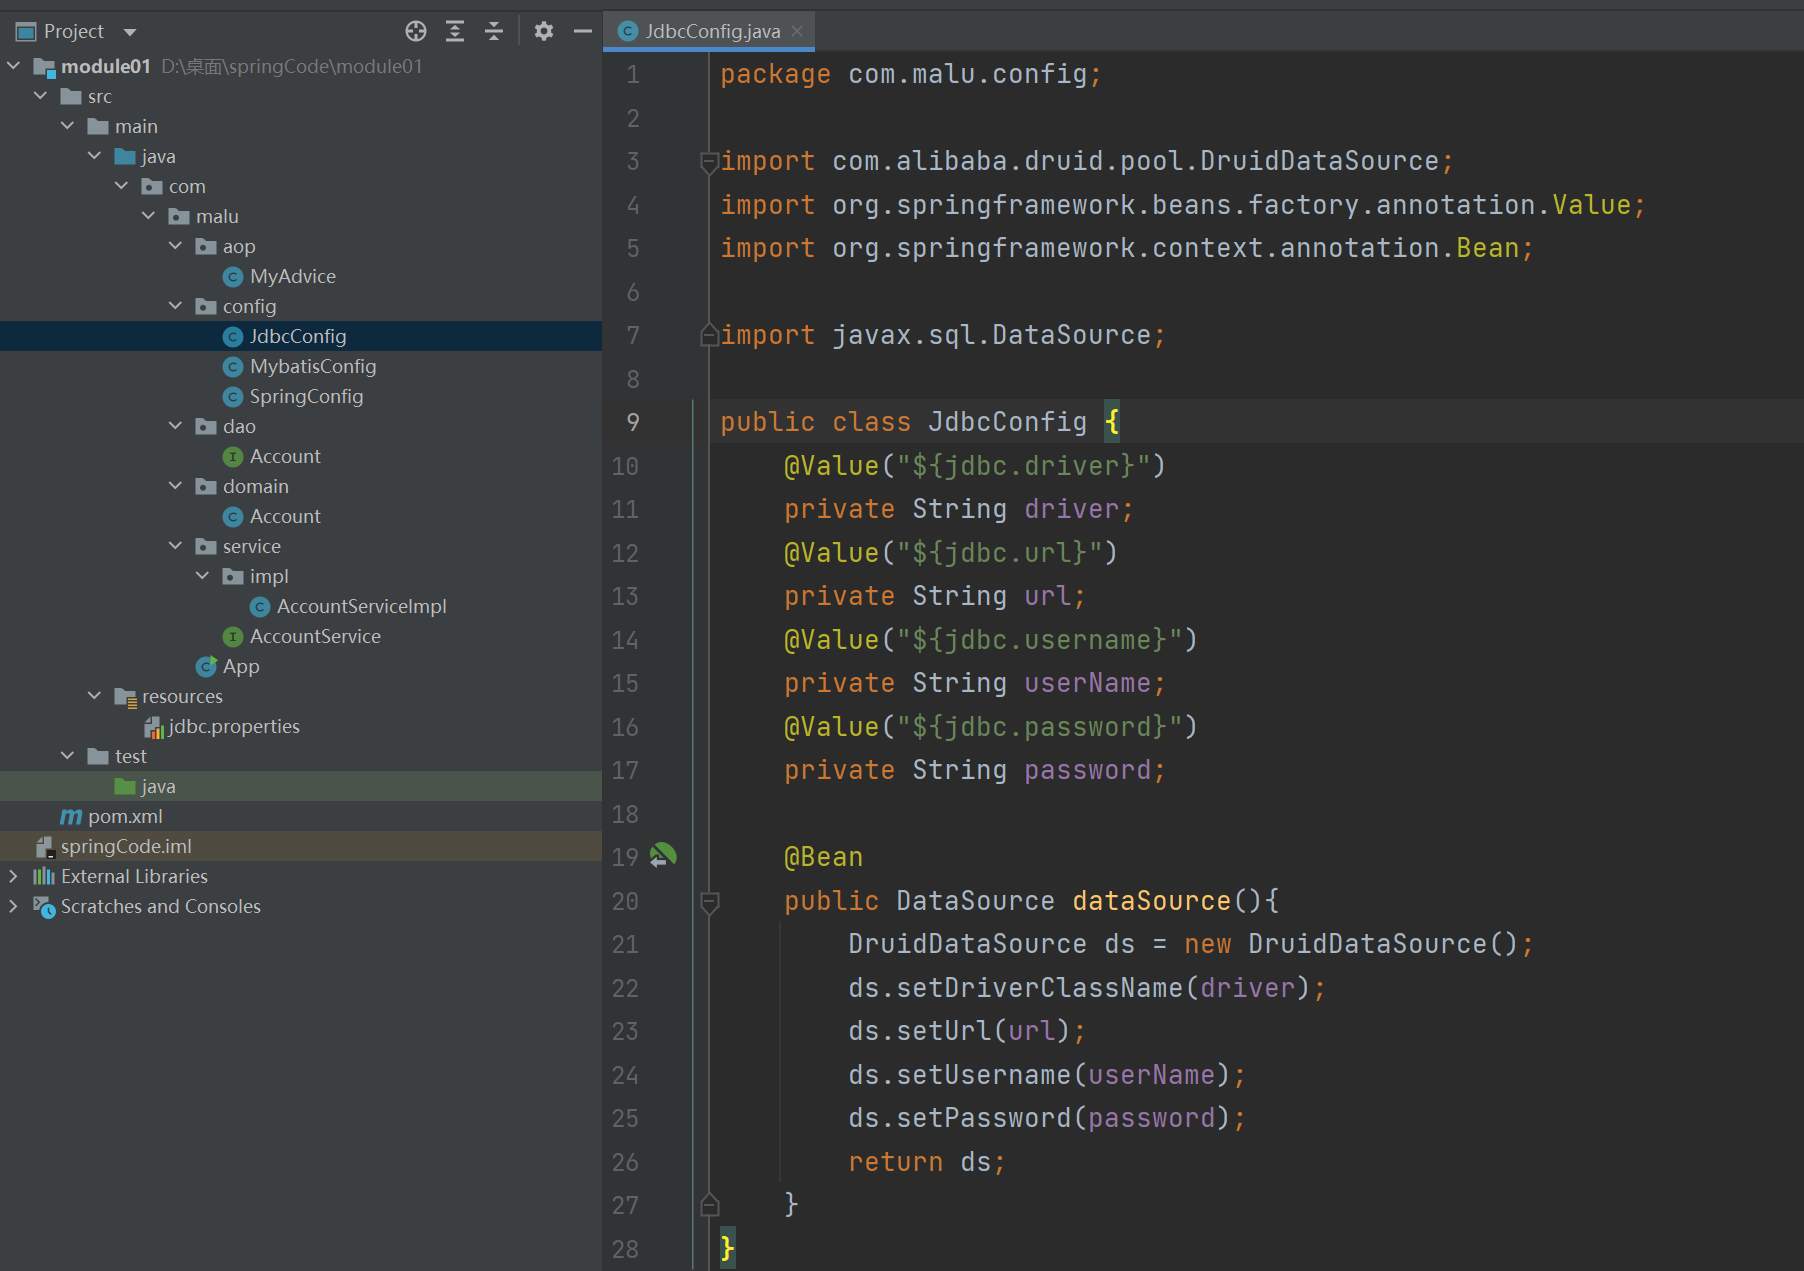 Project
module01 D:\桌面\springCode\module01
src
main
java
com
malu
aop
MyAdvice
config
JdbcConfig
MybatisConfig
SpringConfig
dao
Account
domain
Account
service
impl
AccountServiceImpl
AccountService
App
resources
jdbc.properties
test
java
pom.xml
springCode.iml
External Libraries
Scratches and Consoles
JdbcConfig.java
1 package com.malu.config;
2
3 import com.alibaba.druid.pool.DruidDataSource;
4 import org.springframework.beans.factory.annotation.Value;
5 import org.springframework.context.annotation.Bean;
6
7 import javax.sql.DataSource;
8
9 public class JdbcConfig {
10 @Value("${jdbc.driver}")
11 private String driver;
12 @Value("${jdbc.url}")
13 private String url;
14 @Value("${jdbc.username}")
15 private String userName;
16 @Value("${jdbc.password}")
17 private String password;
18
19 @Bean
20 public DataSource dataSource(){
21 DruidDataSource ds = new DruidDataSource();
22 ds.setDriverClassName(driver);
23 ds.setUrl(url);
24 ds.setUsername(userName);
25 ds.setPassword(password);
26 return ds;
27 }
28 }